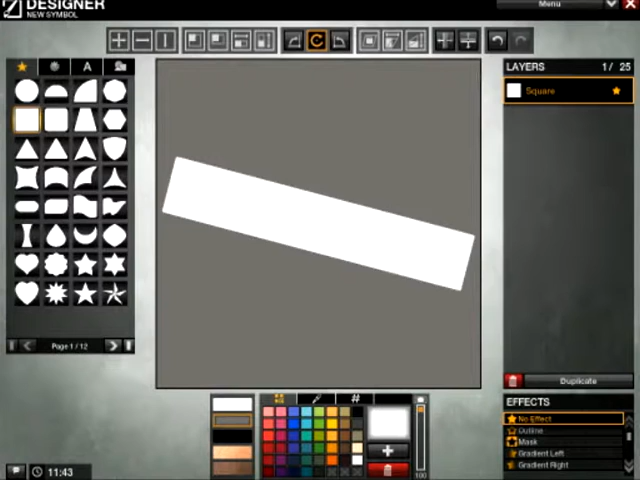 DESIGNER
NEW SYMBOL
Menu
A
LAYERS 1/ 25
Square
Page 1 / 12
Duplicate
#
EFFECTS
No Effect
Outline
Mask
Gradient Left
Gradient Right
100
11:43